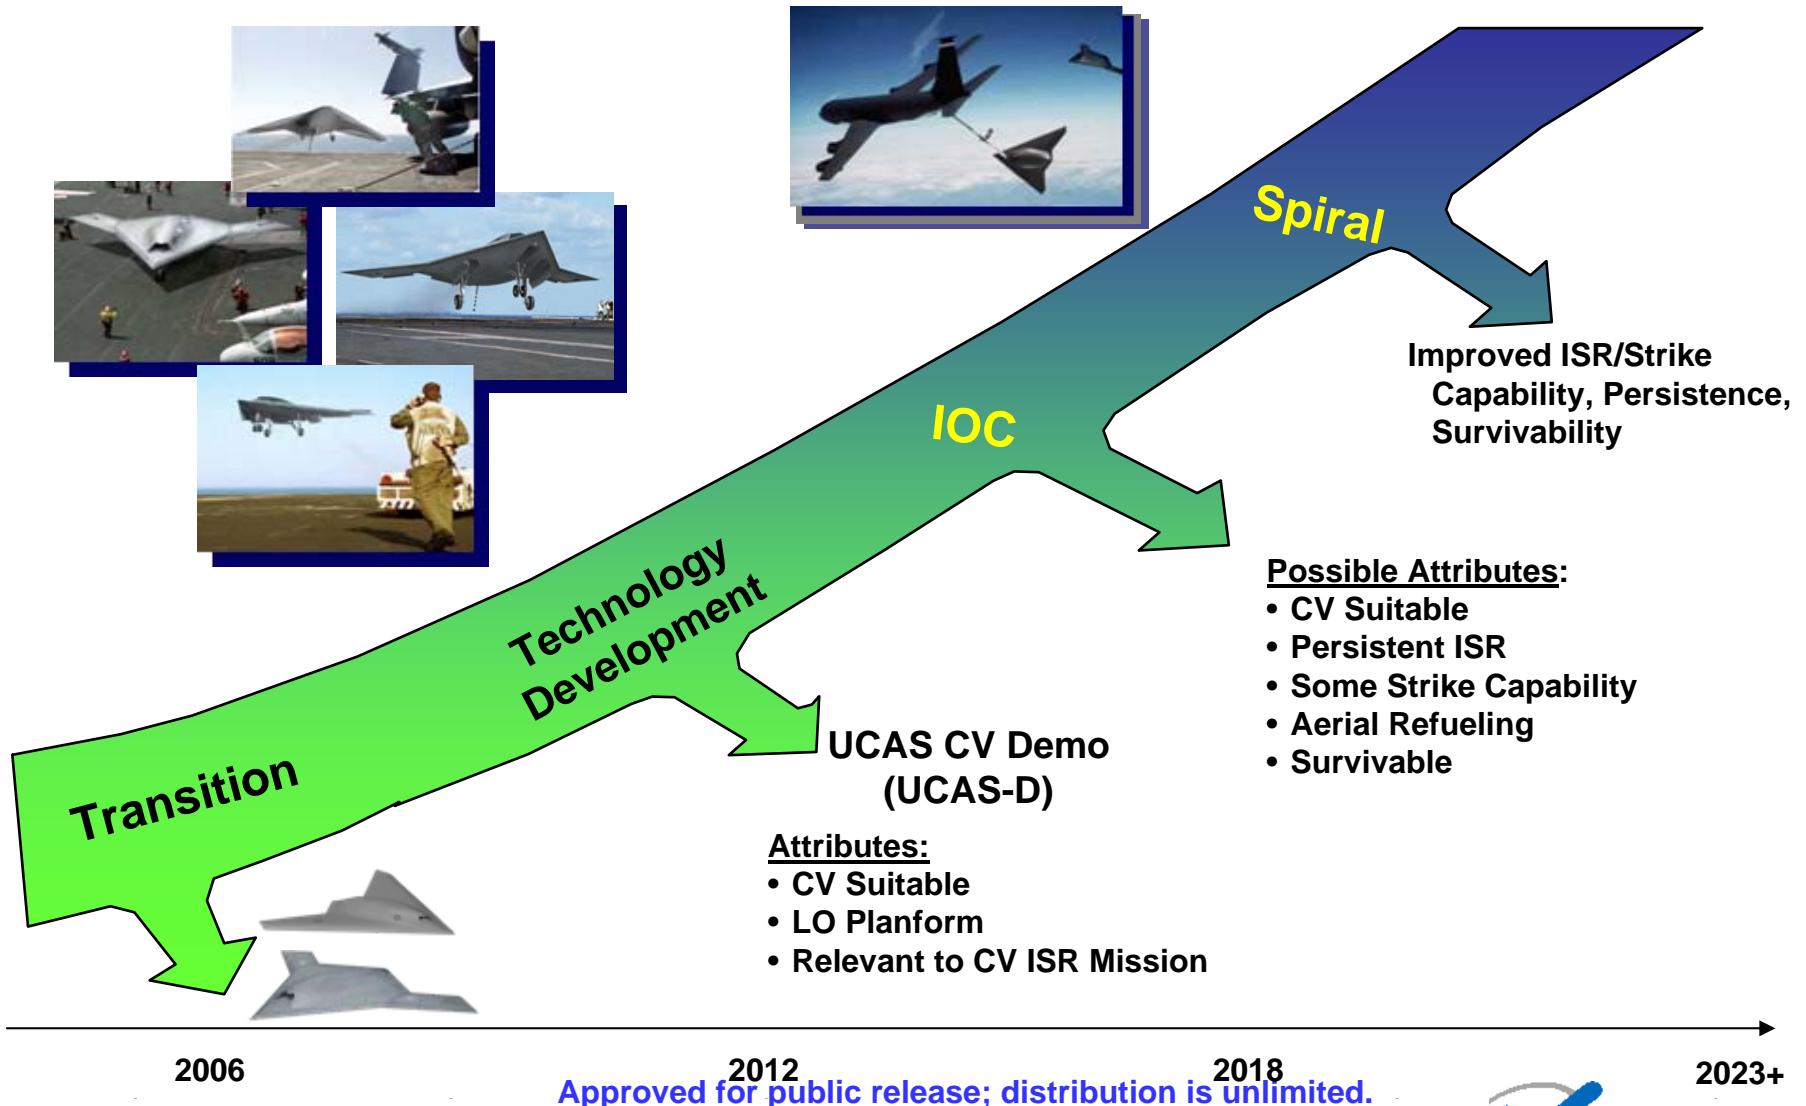 Spiral
Improved ISR/Strike
Capability, Persistence,
Survivability
IOC
Possible Attributes:
• CV Suitable
• Persistent ISR
• Some Strike Capability
• Aerial Refueling
• Survivable
Technology
Development
UCAS CV Demo
(UCAS-D)
Attributes:
• CV Suitable
• LO Planform
• Relevant to CV ISR Mission
Transition
2006
2012
2018
2023+
Approved for public release; distribution is unlimited.